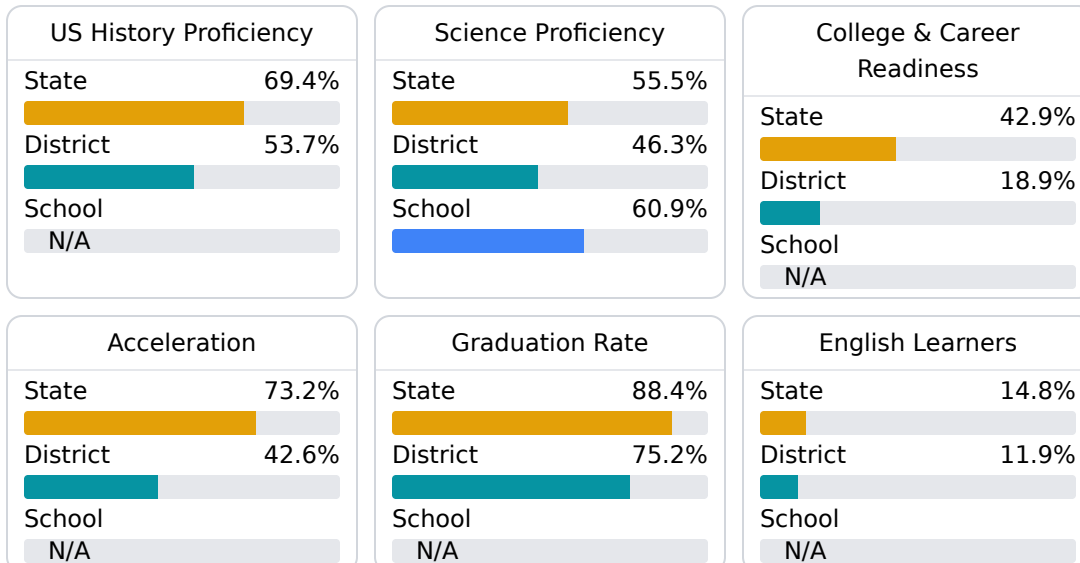 US History Proficiency
State 69.4%
District 53.7%
School
N/A
Science Proficiency
State 55.5%
District 46.3%
School 60.9%
College & Career
Readiness
State 42.9%
District 18.9%
School
N/A
Acceleration
State 73.2%
District 42.6%
School
N/A
Graduation Rate
State 88.4%
District 75.2%
School
N/A
English Learners
State 14.8%
District 11.9%
School
N/A